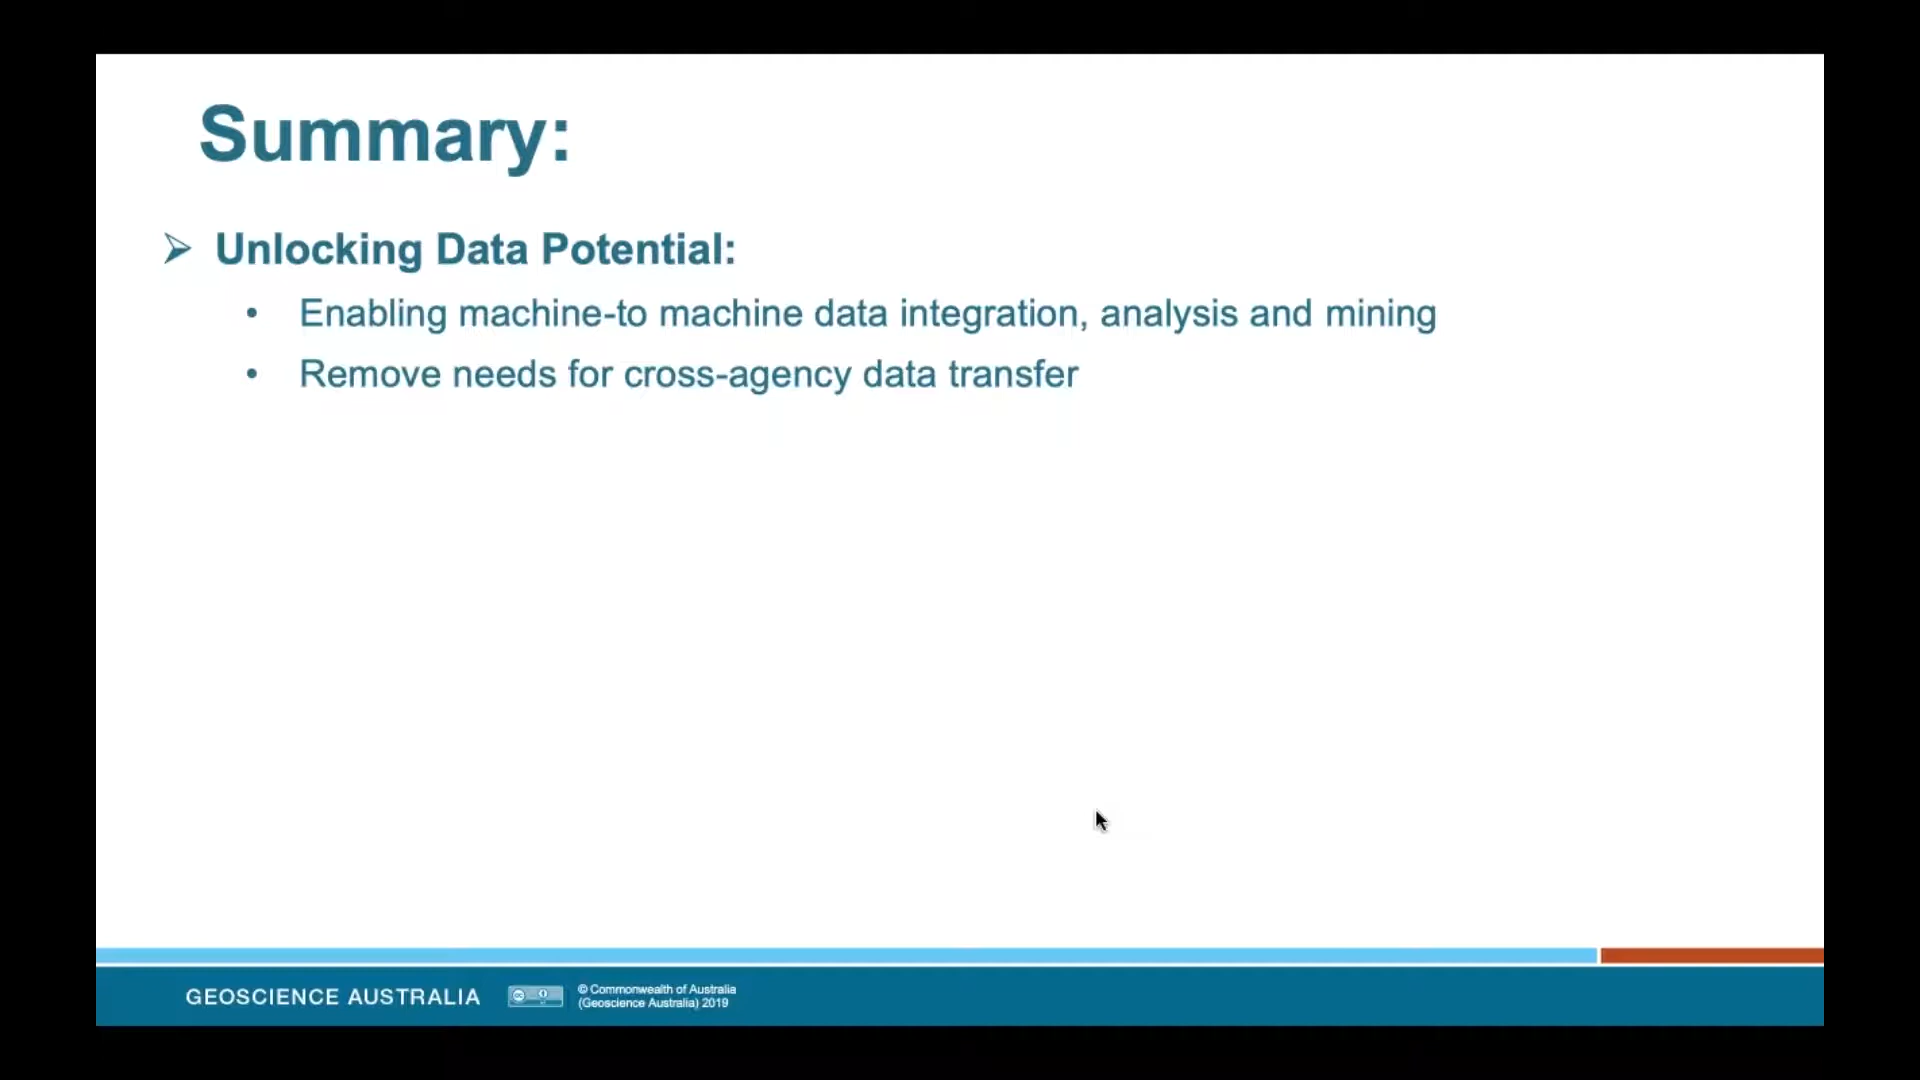 Summary:
➢ Unlocking Data Potential:
• Enabling machine-to machine data integration, analysis and mining
• Remove needs for cross-agency data transfer
GEOSCIENCE AUSTRALIA
© Commonwealth of Australia
(Geoscience Australia) 2019